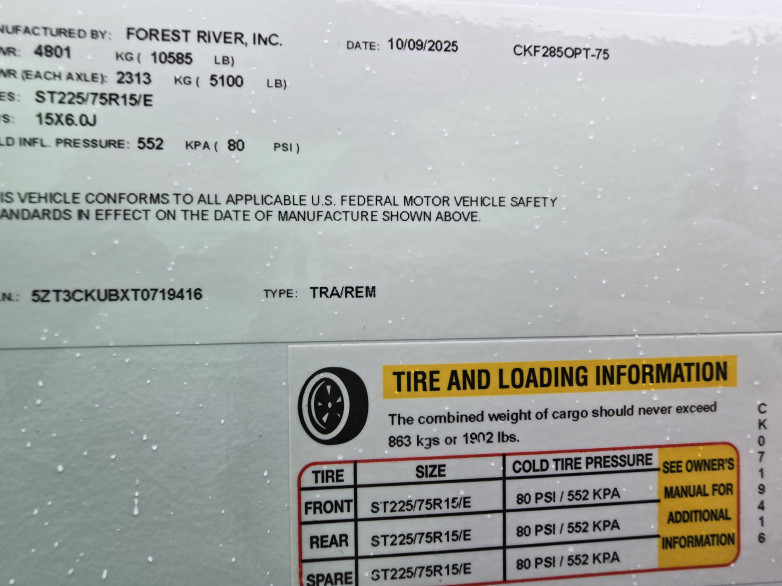 NUFACTURED BY: FOREST RIVER, INC. DATE: 10/09/2025 CKF285OPT-75
WR: 4801 KG ( 10585 LB)
WR (EACH AXLE): 2313 KG ( 5100 LB)
ES: ST225/75R15/E
S: 15X6.0J
LD INFL. PRESSURE: 552 KPA ( 80 PSI )
IS VEHICLE CONFORMS TO ALL APPLICABLE U.S. FEDERAL MOTOR VEHICLE SAFETY
ANDARDS IN EFFECT ON THE DATE OF MANUFACTURE SHOWN ABOVE.
.N.: 5ZT3CKUBXT0719416 TYPE: TRA/REM
TIRE AND LOADING INFORMATION
The combined weight of cargo should never exceed
863 kgs or 1902 lbs.
TIRE SIZE COLD TIRE PRESSURE
FRONT ST225/75R15/E 80 PSI / 552 KPA
REAR ST225/75R15/E 80 PSI / 552 KPA
SPARE ST225/75R15/E 80 PSI / 552 KPA
SEE OWNER'S
MANUAL FOR
ADDITIONAL
INFORMATION
CK0719416